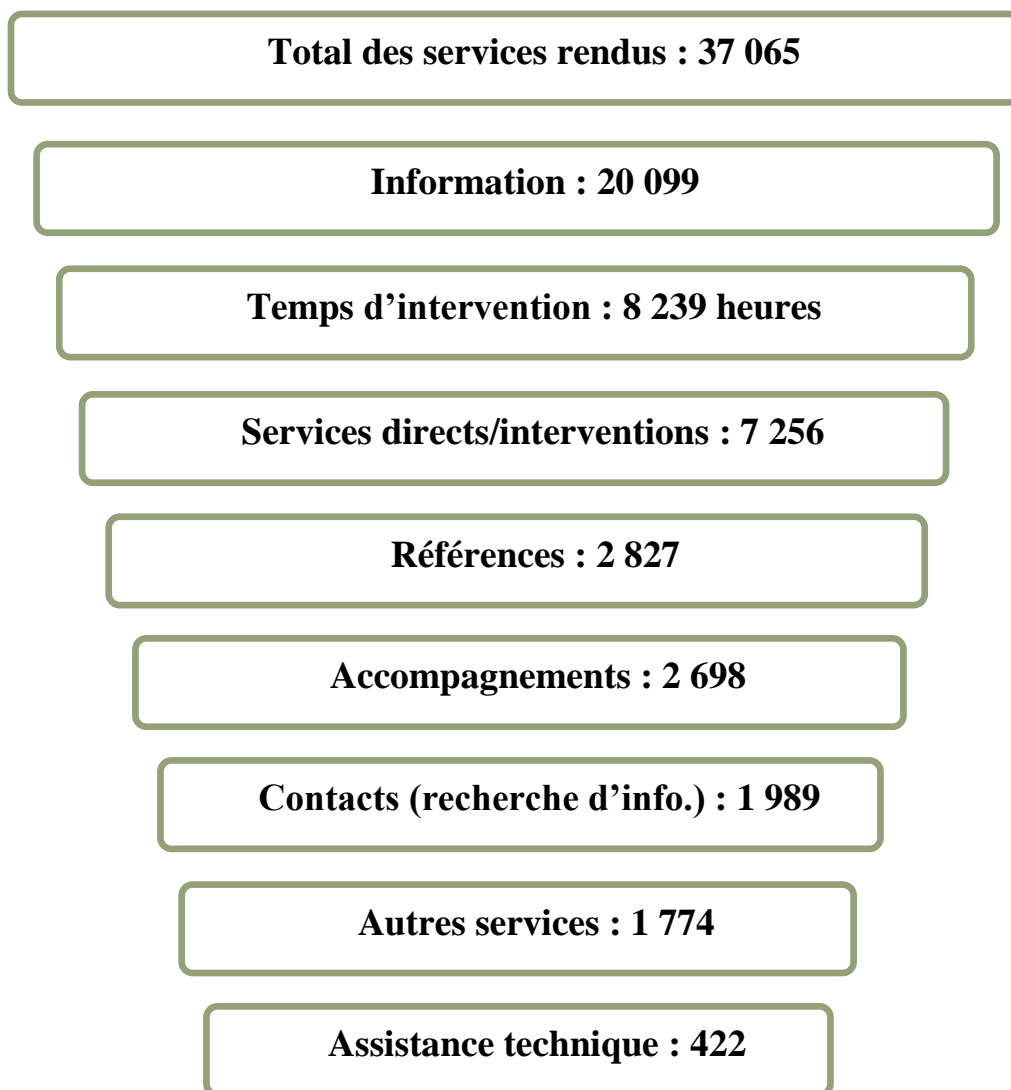 Total des services rendus : 37 065
Information : 20 099
Temps d’intervention : 8 239 heures
Services directs/interventions : 7 256
Références : 2 827
Accompagnements : 2 698
Contacts (recherche d’info.) : 1 989
Autres services : 1 774
Assistance technique : 422